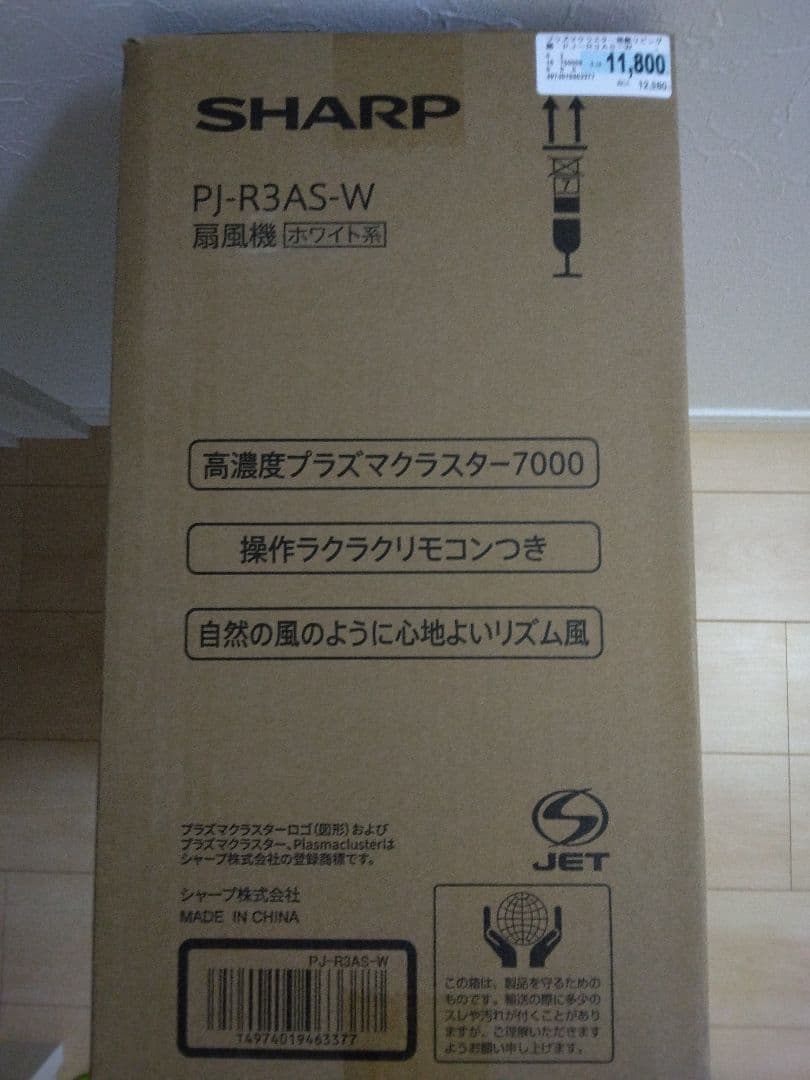 11,800
12,980
4974019463377
SHARP
PJ-R3AS-W
扇風機 ホワイト系
7
高濃度プラズマクラスター7000
操作ラクラクリモコンつき
自然の風のように心地よいリズム風
プラズマクラスターロゴ(図形)および
プラズマクラスター、Plasmaclusterは
シャープ株式会社の登録商標です。
JET
シャープ株式会社
MADE IN CHINA
PJ-R3AS-W
T4974019463377
この箱は、製品を守るための
ものです。輸送の際に多少の
スレや汚れが付くことがあり
ますが、ご理解いただきます
ようお願い申し上げます。